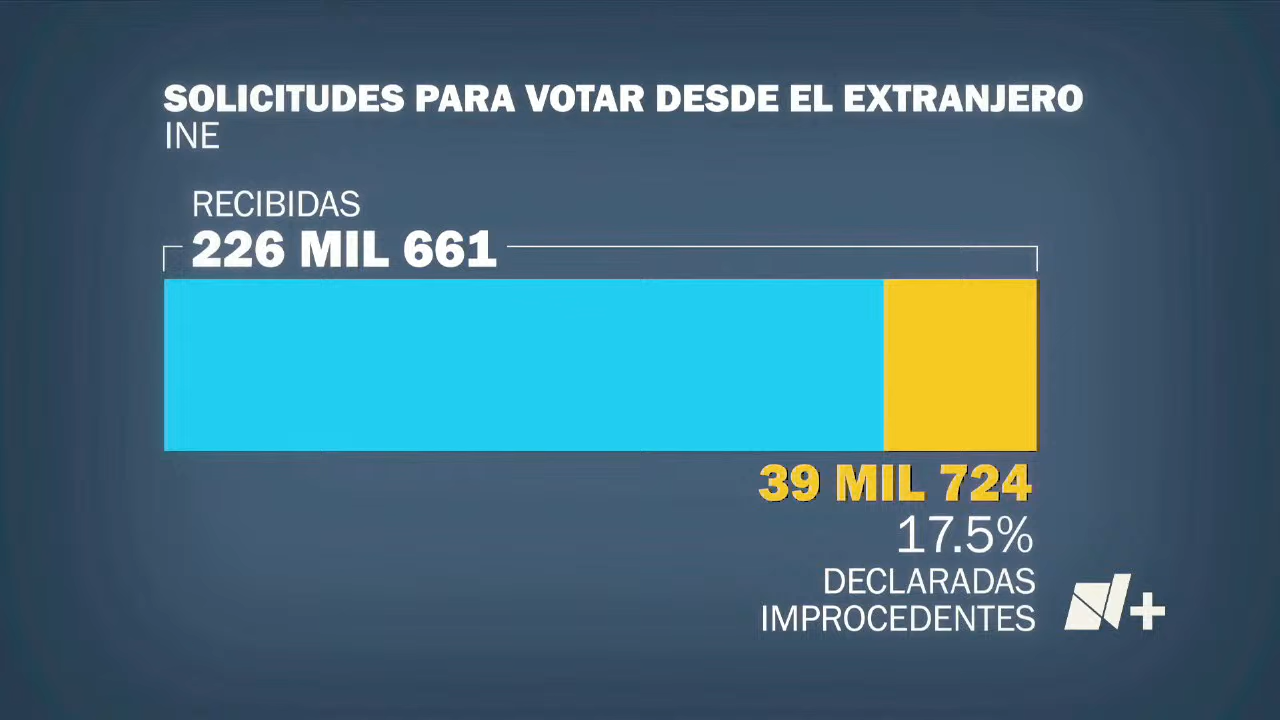 SOLICITUDES PARA VOTAR DESDE EL EXTRANJERO
INE
RECIBIDAS
226 MIL 661
39 MIL 724
17.5%
DECLARADAS
IMPROCEDENTES
N+